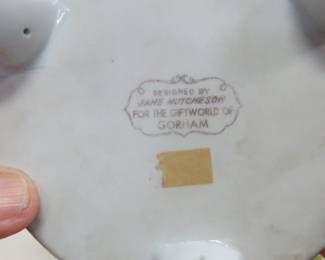 DESIGNED BY
JANE HUTCHESON
FOR THE GIFTWORLD OF
GORHAM